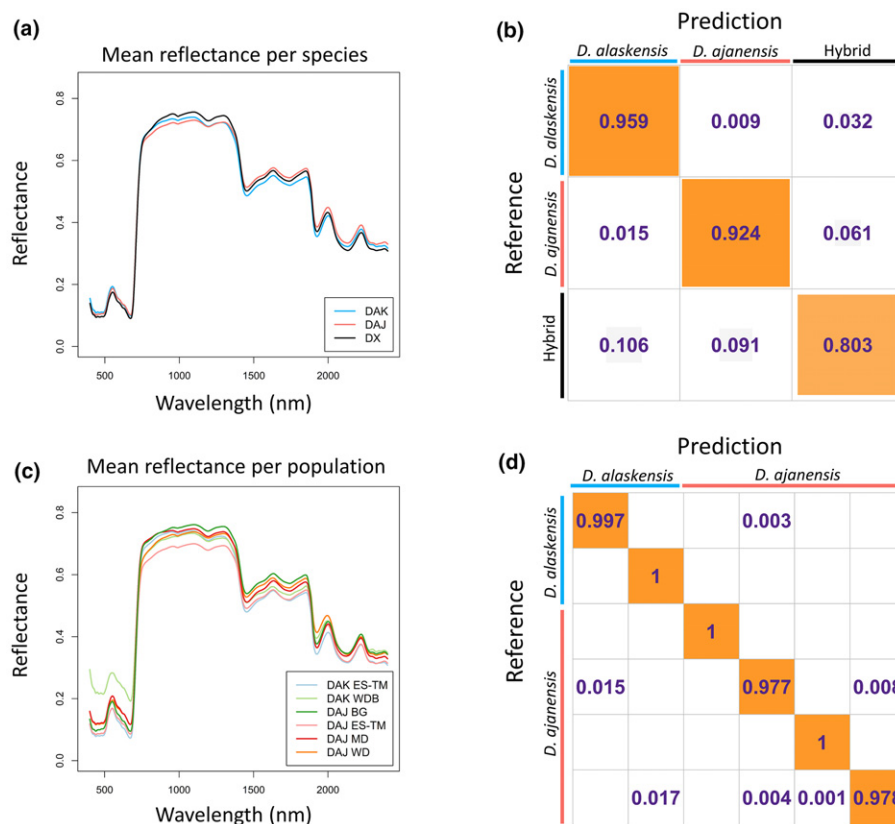 (a)
Mean reflectance per species
Reflectance
0.8
0.6
0.4
0.2
0.0
DAK
DAJ
DX
500
1000
1500
2000
Wavelength (nm)
(b)
Prediction
D. alaskensis
D. ajanensis
Hybrid
Reference
D. alaskensis
0.959
0.009
0.032
D. ajanensis
0.015
0.924
0.061
Hybrid
0.106
0.091
0.803
(c)
Mean reflectance per population
Reflectance
0.8
0.6
0.4
0.2
0.0
DAK ES-TM
DAK WDB
DAJ BG
DAJ ES-TM
DAJ MD
DAJ WD
500
1000
1500
2000
Wavelength (nm)
(d)
Prediction
D. alaskensis
D. ajanensis
Reference
D. alaskensis
0.997
0.003
1
D. ajanensis
1
0.015
0.977
0.008
1
0.017
0.004
0.001
0.978